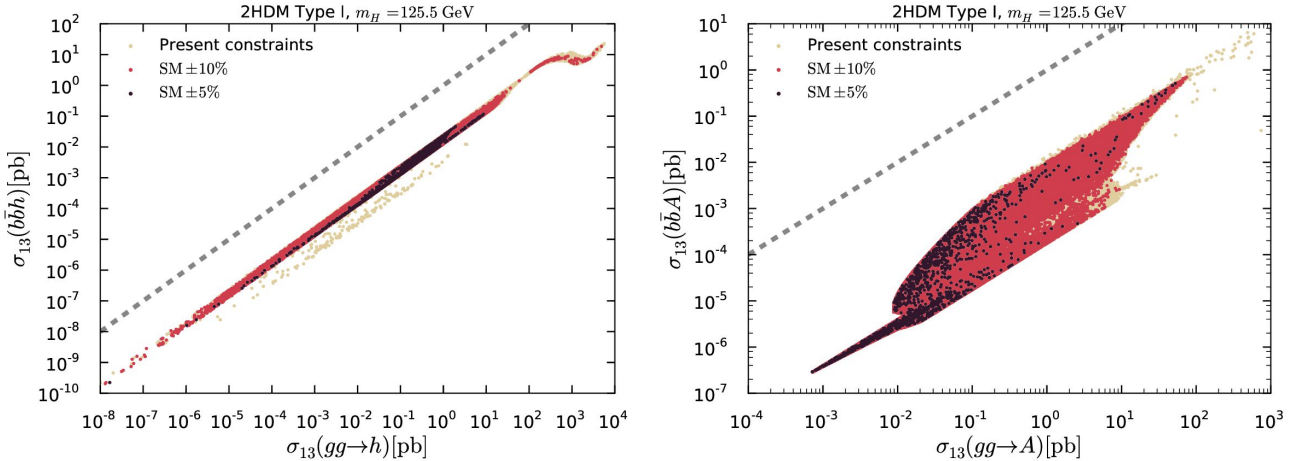 2HDM Type I, m_H = 125.5 GeV
10^2
10^1
10^0
10^-1
10^-2
10^-3
10^-4
10^-5
10^-6
10^-7
10^-8
10^-9
10^-10
σ13(bb̄h)[pb]
Present constraints
SM ±10%
SM ±5%
10^-8 10^-7 10^-6 10^-5 10^-4 10^-3 10^-2 10^-1 10^0 10^1 10^2 10^3 10^4
σ13(gg→h)[pb]
2HDM Type I, m_H = 125.5 GeV
10^1
10^0
10^-1
10^-2
10^-3
10^-4
10^-5
10^-6
10^-7
σ13(bb̄A)[pb]
Present constraints
SM ±10%
SM ±5%
10^-4 10^-3 10^-2 10^-1 10^0 10^1 10^2 10^3
σ13(gg→A)[pb]